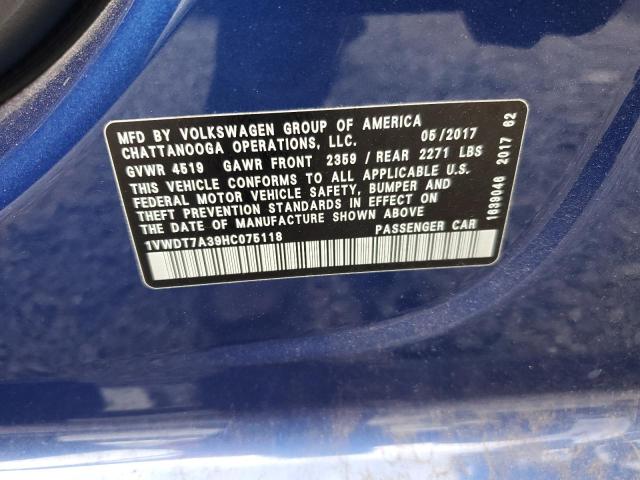 MFD BY VOLKSWAGEN GROUP OF AMERICA
CHATTANOOGA OPERATIONS, LLC. 05/2017
GVWR 4519 GAWR FRONT 2359 / REAR 2271 LBS
THIS VEHICLE CONFORMS TO ALL APPLICABLE U.S.
FEDERAL MOTOR VEHICLE SAFETY, BUMPER AND
THEFT PREVENTION STANDARDS IN EFFECT ON
THE DATE OF MANUFACTURE SHOWN ABOVE
1VWDT7A39HC075118 PASSENGER CAR
1639046 2017 62